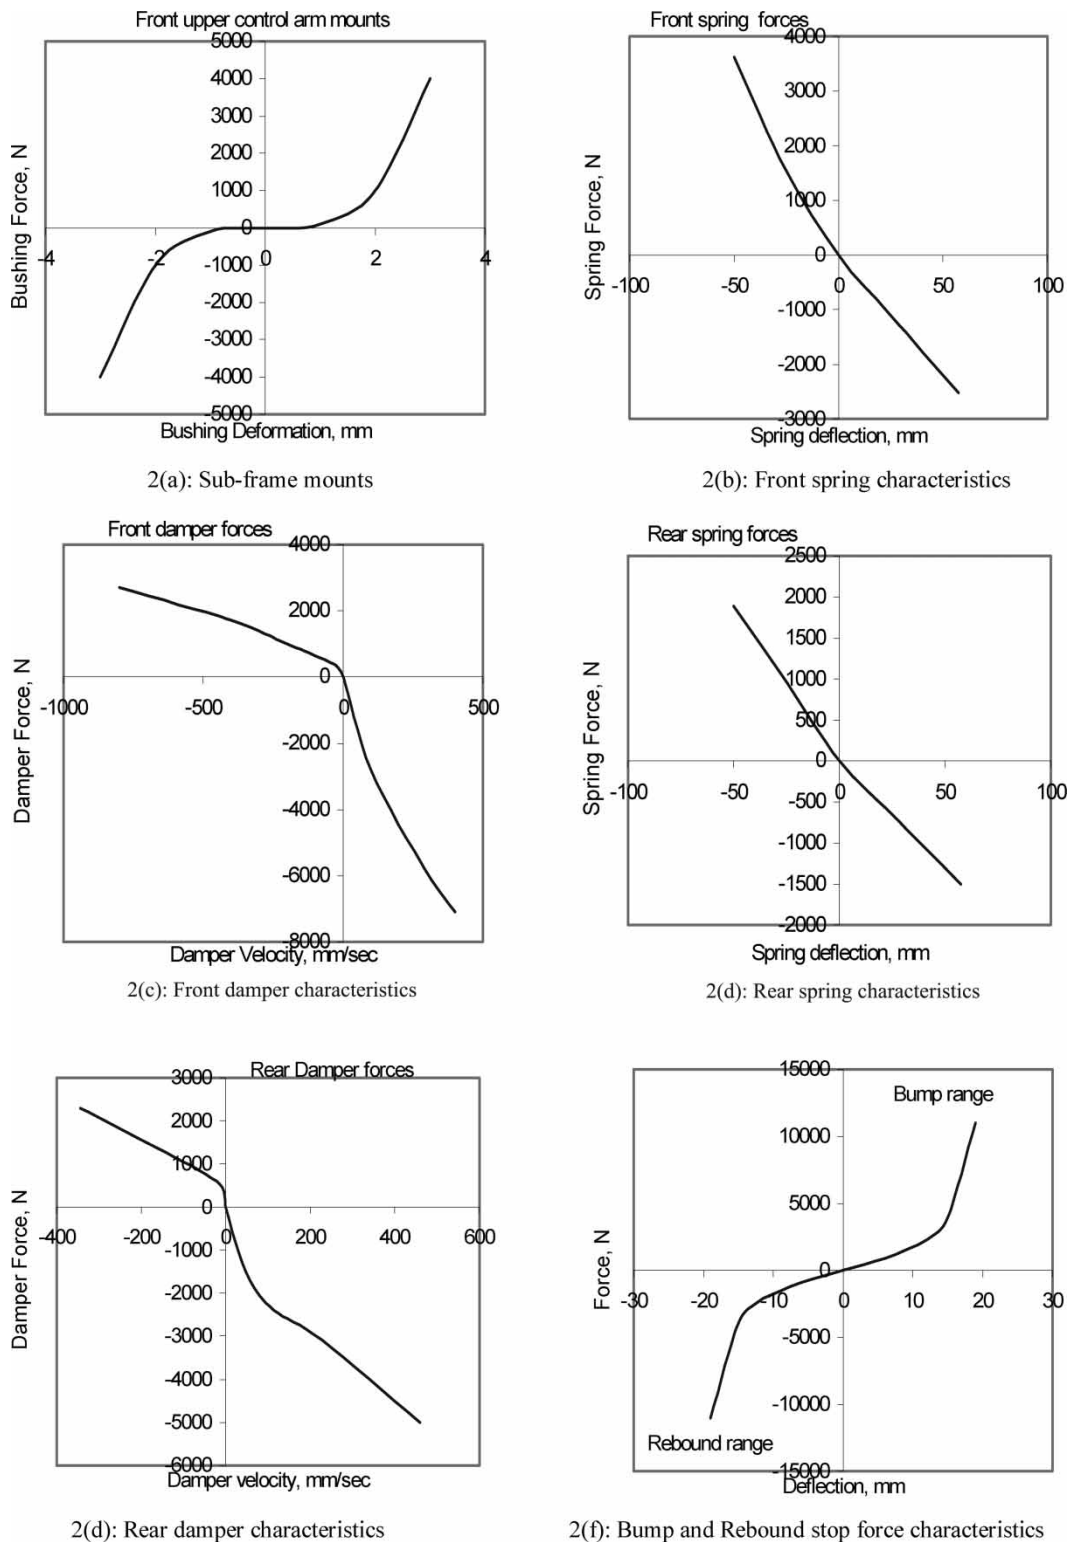 Front upper control arm mounts
5000
4000
3000
2000
1000
0
-4 -2 0 2 4
-1000
-2000
-3000
-4000
-5000
Bushing Force, N
Bushing Deformation, mm
2(a): Sub-frame mounts
Front spring forces
4000
3000
2000
1000
0
-100 -50 0 50 100
-1000
-2000
-3000
Spring Force, N
Spring deflection, mm
2(b): Front spring characteristics
Front damper forces
4000
2000
0
-1000 -500 0 500
-2000
-4000
-6000
-8000
Damper Force, N
Damper Velocity, mm/sec
2(c): Front damper characteristics
Rear spring forces
2500
2000
1500
1000
500
0
-100 -50 0 50 100
-500
-1000
-1500
-2000
Spring Force, N
Spring deflection, mm
2(d): Rear spring characteristics
Rear Damper forces
3000
2000
1000
0
-400 -200 0 200 400 600
-1000
-2000
-3000
-4000
-5000
-6000
Damper Force, N
Damper velocity, mm/sec
2(d): Rear damper characteristics
15000
Bump range
10000
5000
0
-30 -20 -10 0 10 20 30
-5000
-10000
Rebound range
-15000
Force, N
Deflection, mm
2(f): Bump and Rebound stop force characteristics